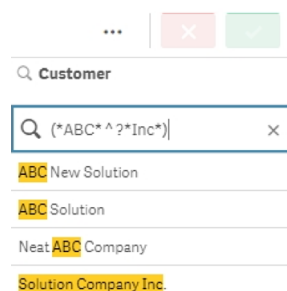 ...
Customer
(*ABC*^?*Inc*)
ABC New Solution
ABC Solution
Neat ABC Company
Solution Company Inc.